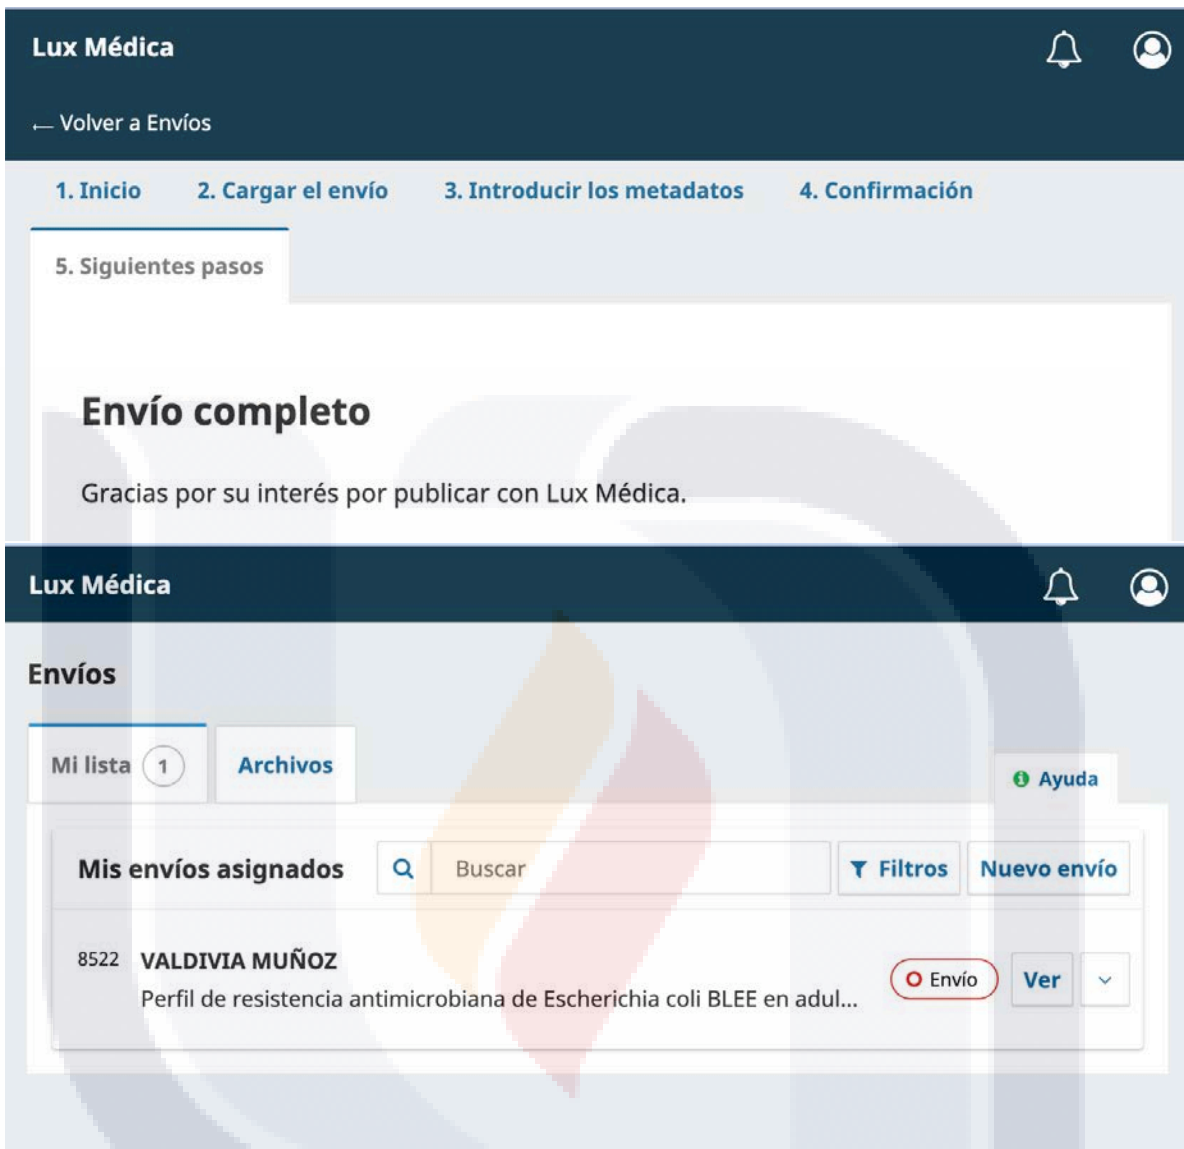 Lux Médica
← Volver a Envíos
1. Inicio 2. Cargar el envío 3. Introducir los metadatos 4. Confirmación
5. Siguientes pasos
Envío completo
Gracias por su interés por publicar con Lux Médica.
Lux Médica
Envíos
Mi lista 1 Archivos
Ayuda
Mis envíos asignados Buscar Filtros Nuevo envío
8522 VALDIVIA MUÑOZ
Perfil de resistencia antimicrobiana de Escherichia coli BLEE en adul...
Envío Ver